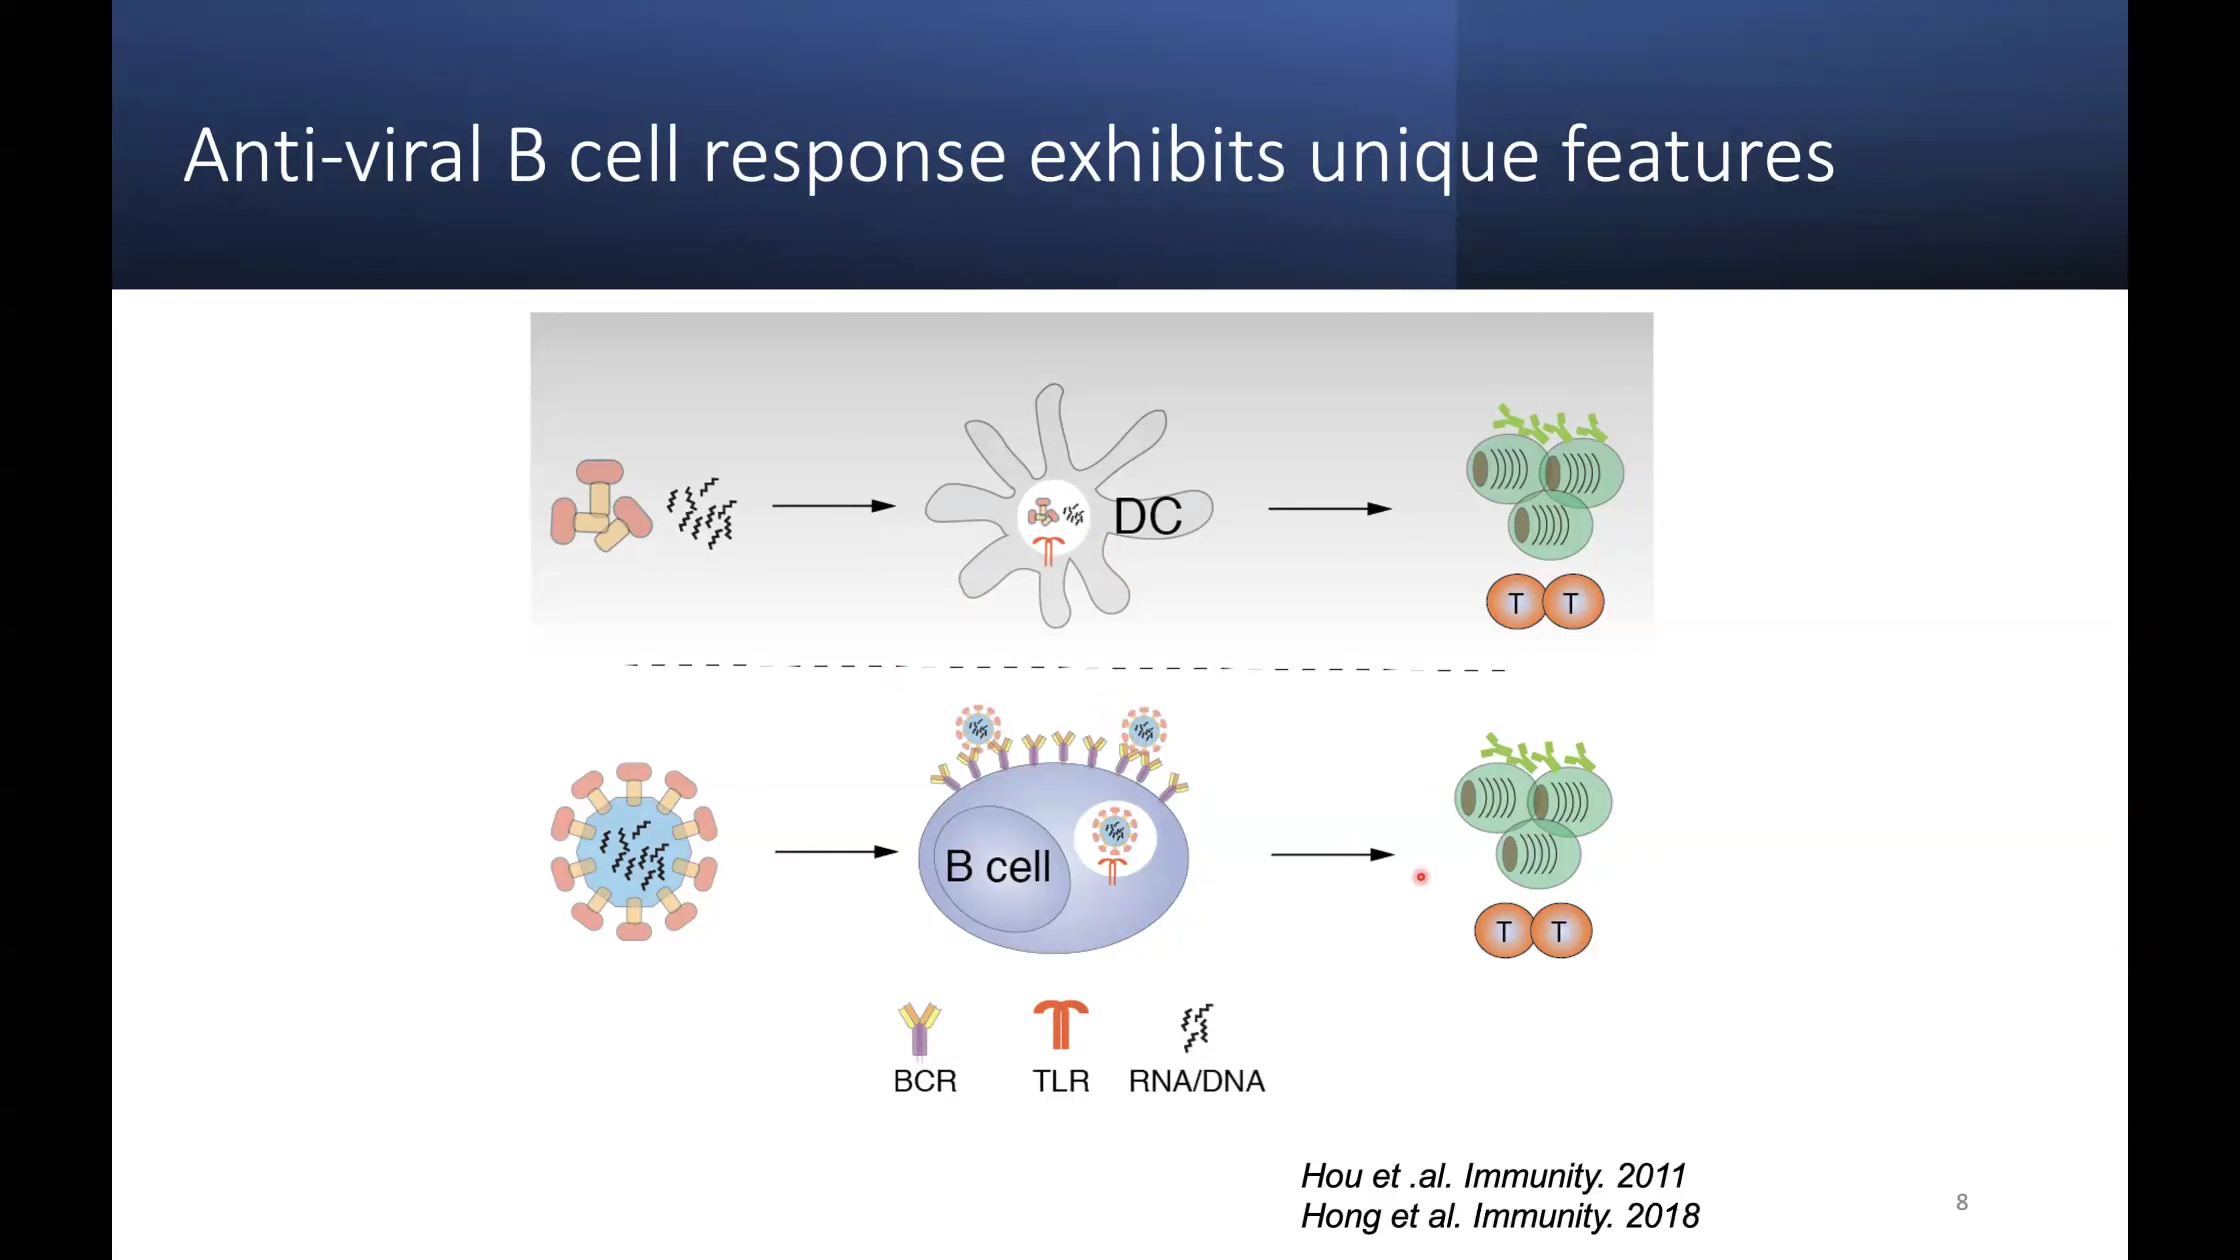 Anti-viral B cell response exhibits unique features
DC
T T
B cell
T T
BCR TLR RNA/DNA
Hou et .al. Immunity. 2011
Hong et al. Immunity. 2018
8